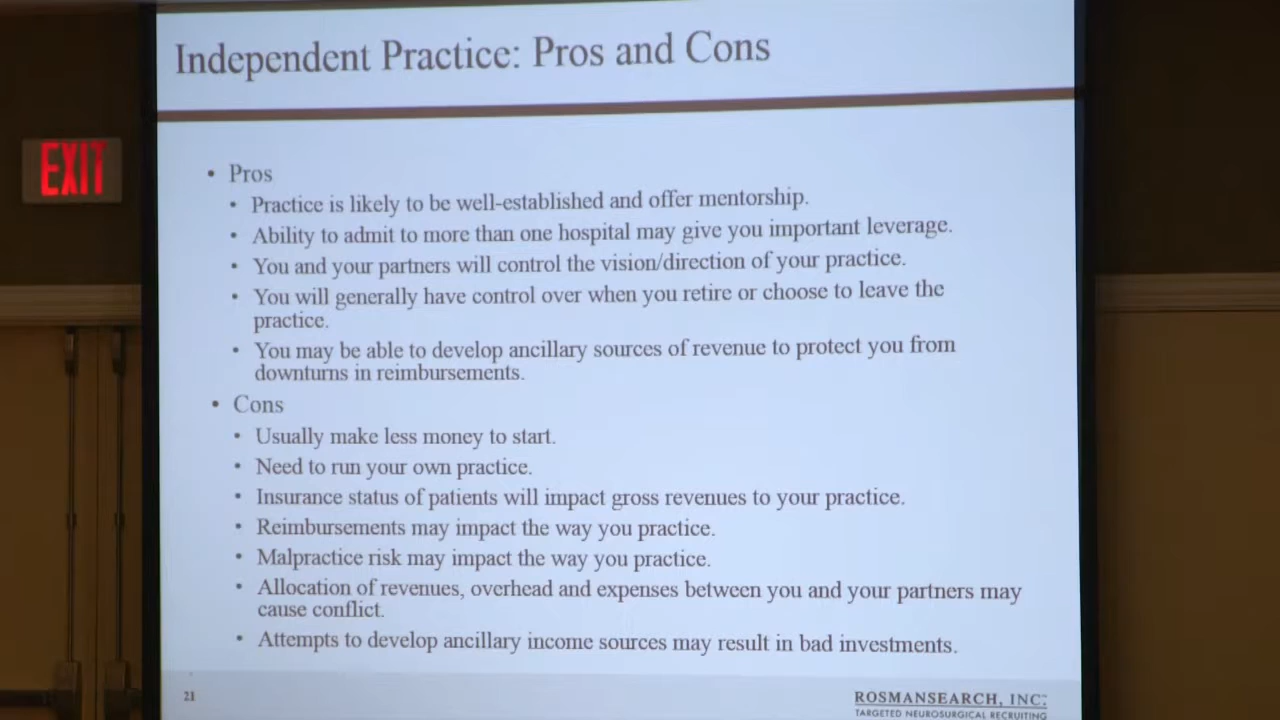 Independent Practice: Pros and Cons
EXIT
• Pros
• Practice is likely to be well-established and offer mentorship.
• Ability to admit to more than one hospital may give you important leverage.
• You and your partners will control the vision/direction of your practice.
• You will generally have control over when you retire or choose to leave the
practice.
• You may be able to develop ancillary sources of revenue to protect you from
downturns in reimbursements.
• Cons
• Usually make less money to start.
• Need to run your own practice.
• Insurance status of patients will impact gross revenues to your practice.
• Reimbursements may impact the way you practice.
• Malpractice risk may impact the way you practice.
• Allocation of revenues, overhead and expenses between you and your partners may
cause conflict.
• Attempts to develop ancillary income sources may result in bad investments.
21
ROSMANSEARCH, INC.
TARGETED NEUROSURGICAL RECRUITING